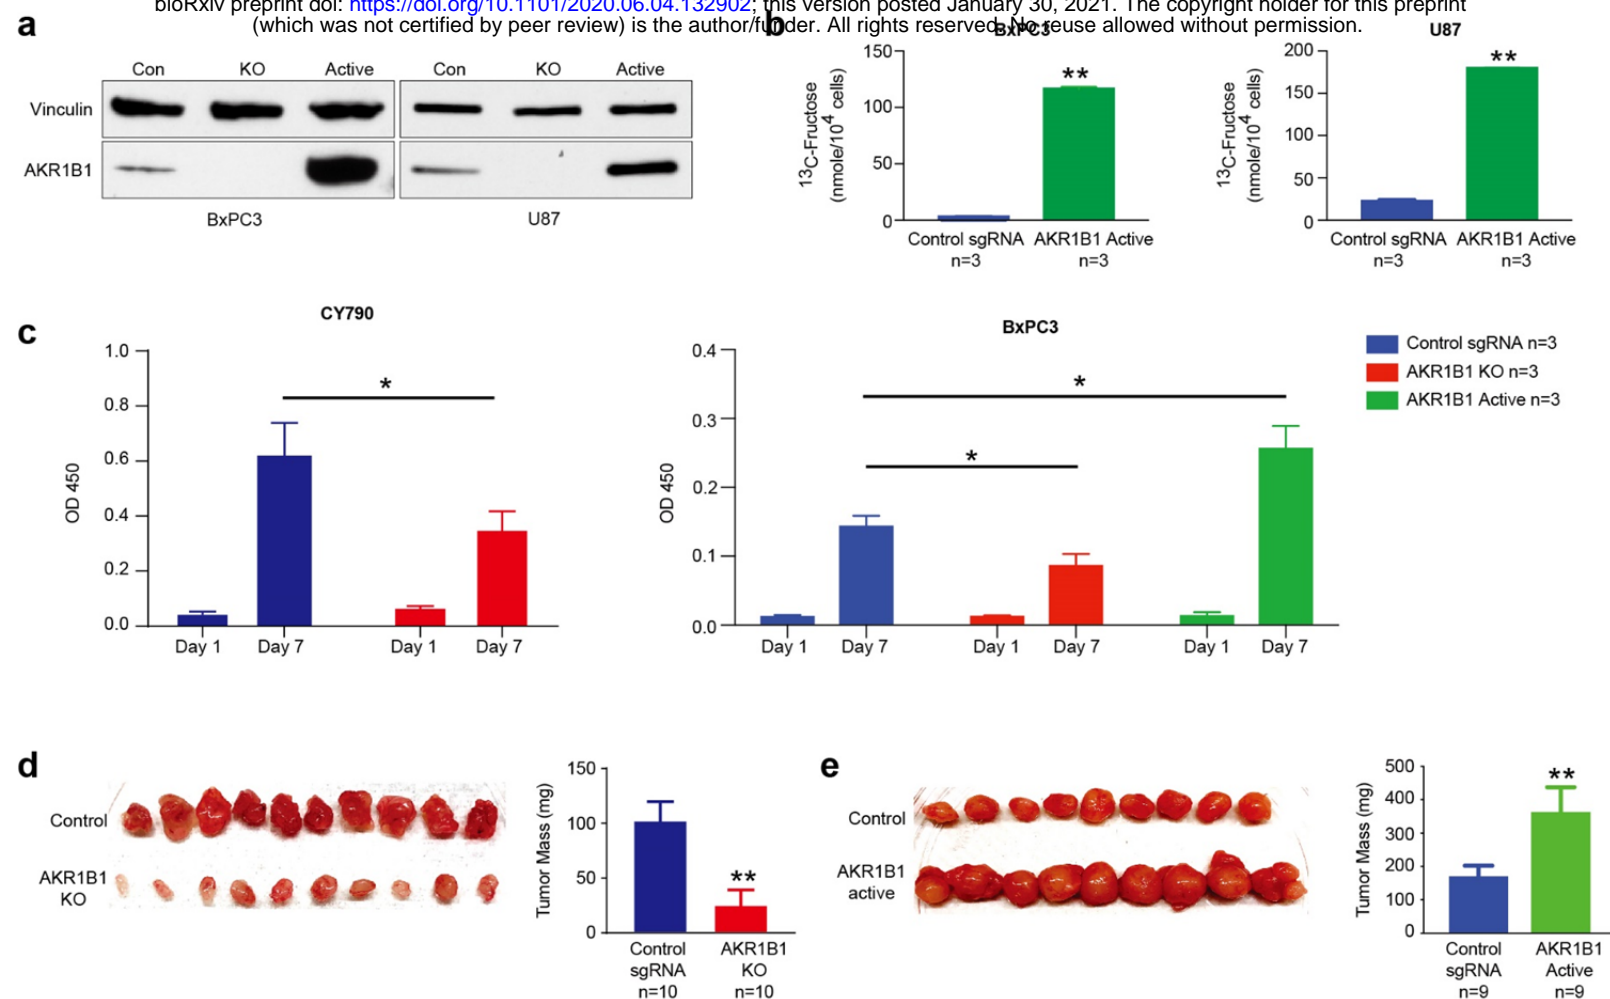 bioRxiv preprint doi: https://doi.org/10.1101/2020.06.04.132902; this version posted January 30, 2021. The copyright holder for this preprint
(which was not certified by peer review) is the author/funder. All rights reserved. No reuse allowed without permission.
a
Con KO Active Con KO Active
Vinculin
AKR1B1
BxPC3 U87
b
BxPC3
13C-Fructose
(nmole/10^4 cells)
150
100
50
0
**
Control sgRNA AKR1B1 Active
n=3 n=3
U87
13C-Fructose
(nmole/10^4 cells)
200
150
100
50
0
**
Control sgRNA AKR1B1 Active
n=3 n=3
c
CY790
OD 450
1.0
0.8
0.6
0.4
0.2
0.0
*
Day 1 Day 7 Day 1 Day 7
BxPC3
OD 450
0.4
0.3
0.2
0.1
0.0
*
*
Day 1 Day 7 Day 1 Day 7 Day 1 Day 7
Control sgRNA n=3
AKR1B1 KO n=3
AKR1B1 Active n=3
d
Control
AKR1B1
KO
Tumor Mass (mg)
150
100
50
0
**
Control AKR1B1
sgRNA KO
n=10 n=10
e
Control
AKR1B1
active
Tumor Mass (mg)
500
400
300
200
100
0
**
Control AKR1B1
sgRNA Active
n=9 n=9